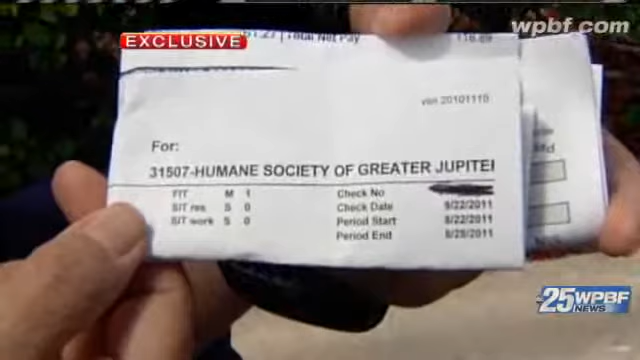 EXCLUSIVE
wpbf.com
Total Net Pay
ver. 20101110
For:
31507-HUMANE SOCIETY OF GREATER JUPITE
FIT M 1
SIT res S 0
SIT work S 0
Check No
Check Date 9/22/2011
Period Start 8/22/2011
Period End 8/28/2011
25 WPBF
NEWS